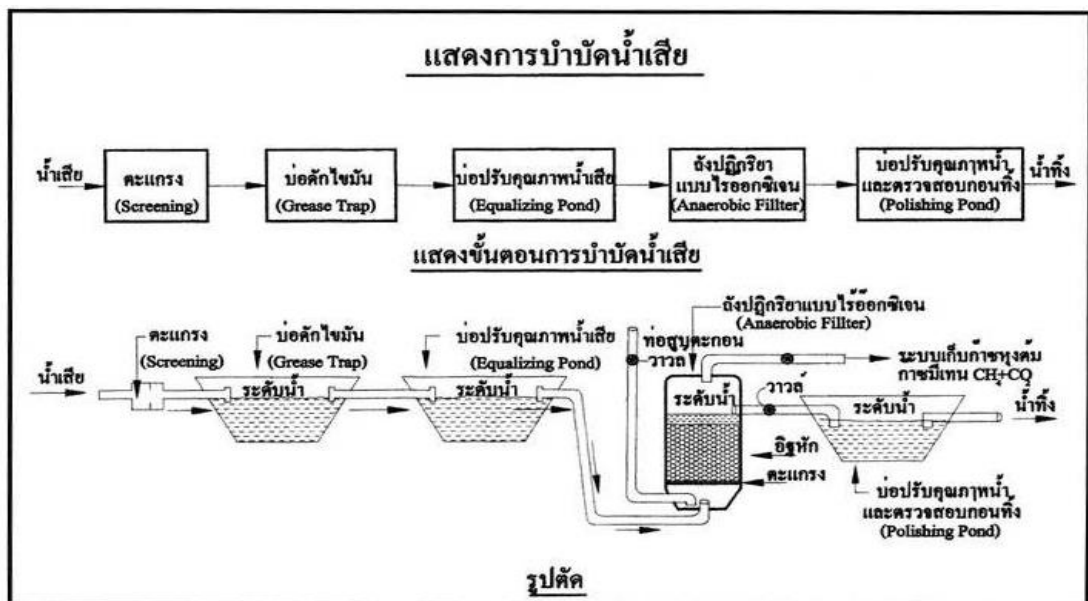 แสดงการบำบัดน้ำเสีย
น้ำเสีย
ตะแกรง
(Screening)
บ่อดักไขมัน
(Grease Trap)
บ่อปรับคุณภาพน้ำเสีย
(Equalizing Pond)
ถังปฏิกริยา
แบบไร้ออกซิเจน
(Anaerobic Fillter)
บ่อปรับคุณภาพน้ำ
และตรวจสอบก่อนทิ้ง
(Polishing Pond)
น้ำทิ้ง
แสดงขั้นตอนการบำบัดน้ำเสีย
น้ำเสีย
ตะแกรง
(Screening)
บ่อดักไขมัน
(Grease Trap)
ระดับน้ำ
บ่อปรับคุณภาพน้ำเสีย
(Equalizing Pond)
ระดับน้ำ
ถังปฏิกริยาแบบไร้อ๊อกซิเจน
(Anaerobic Fillter)
ท่อสูบตะกอน
วาวล์
ระดับน้ำ
วาวล์
อิฐหัก
ตะแกรง
ระบบเก็บก๊าซหุงต้ม
กาซมีเทน CH4+CO2
ระดับน้ำ
น้ำทิ้ง
บ่อปรับคุณภาพน้ำ
และตรวจสอบก่อนทิ้ง
(Polishing Pond)
รูปตัด